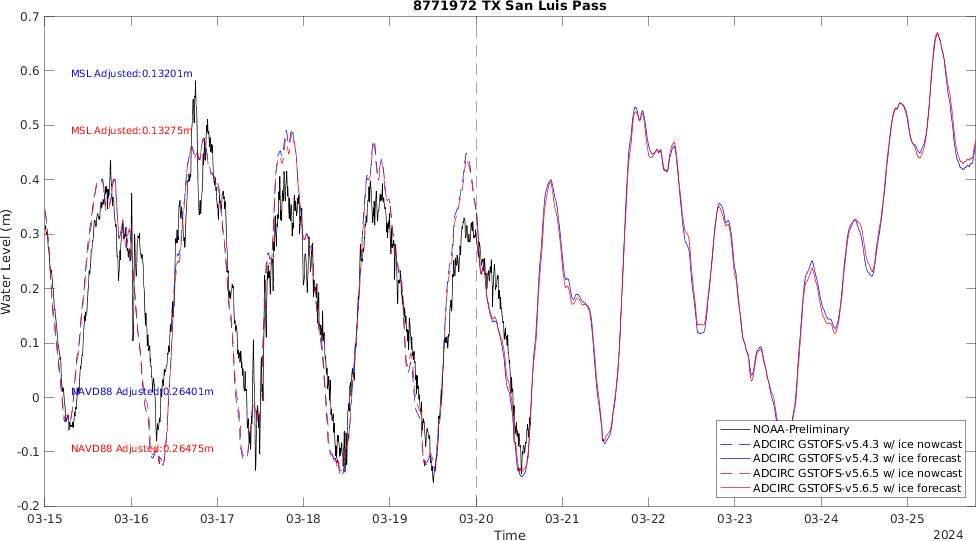 8771972 TX San Luis Pass
0.7
0.6
0.5
0.4
0.3
0.2
0.1
0
-0.1
-0.2
Water Level (m)
MSL Adjusted:0.13201m
MSL Adjusted:0.13275m
NAVD88 Adjusted:0.26401m
NAVD88 Adjusted:0.26475m
NOAA-Preliminary
ADCIRC GSTOFS-v5.4.3 w/ ice nowcast
ADCIRC GSTOFS-v5.4.3 w/ ice forecast
ADCIRC GSTOFS-v5.6.5 w/ ice nowcast
ADCIRC GSTOFS-v5.6.5 w/ ice forecast
03-15 03-16 03-17 03-18 03-19 03-20 03-21 03-22 03-23 03-24 03-25
Time
2024